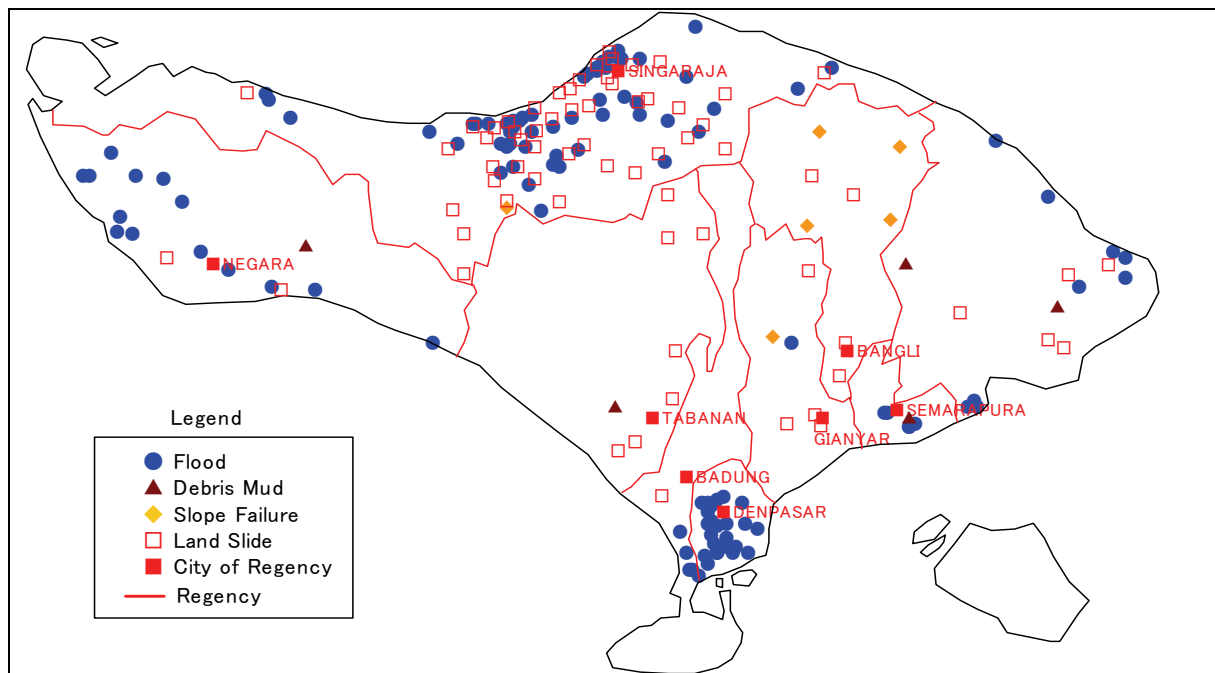 SINGARAJA
NEGARA
BANGLI
TABANAN
SEMARAPURA
GIANYAR
BADUNG
DENPASAR
Legend
Flood
Debris Mud
Slope Failure
Land Slide
City of Regency
Regency